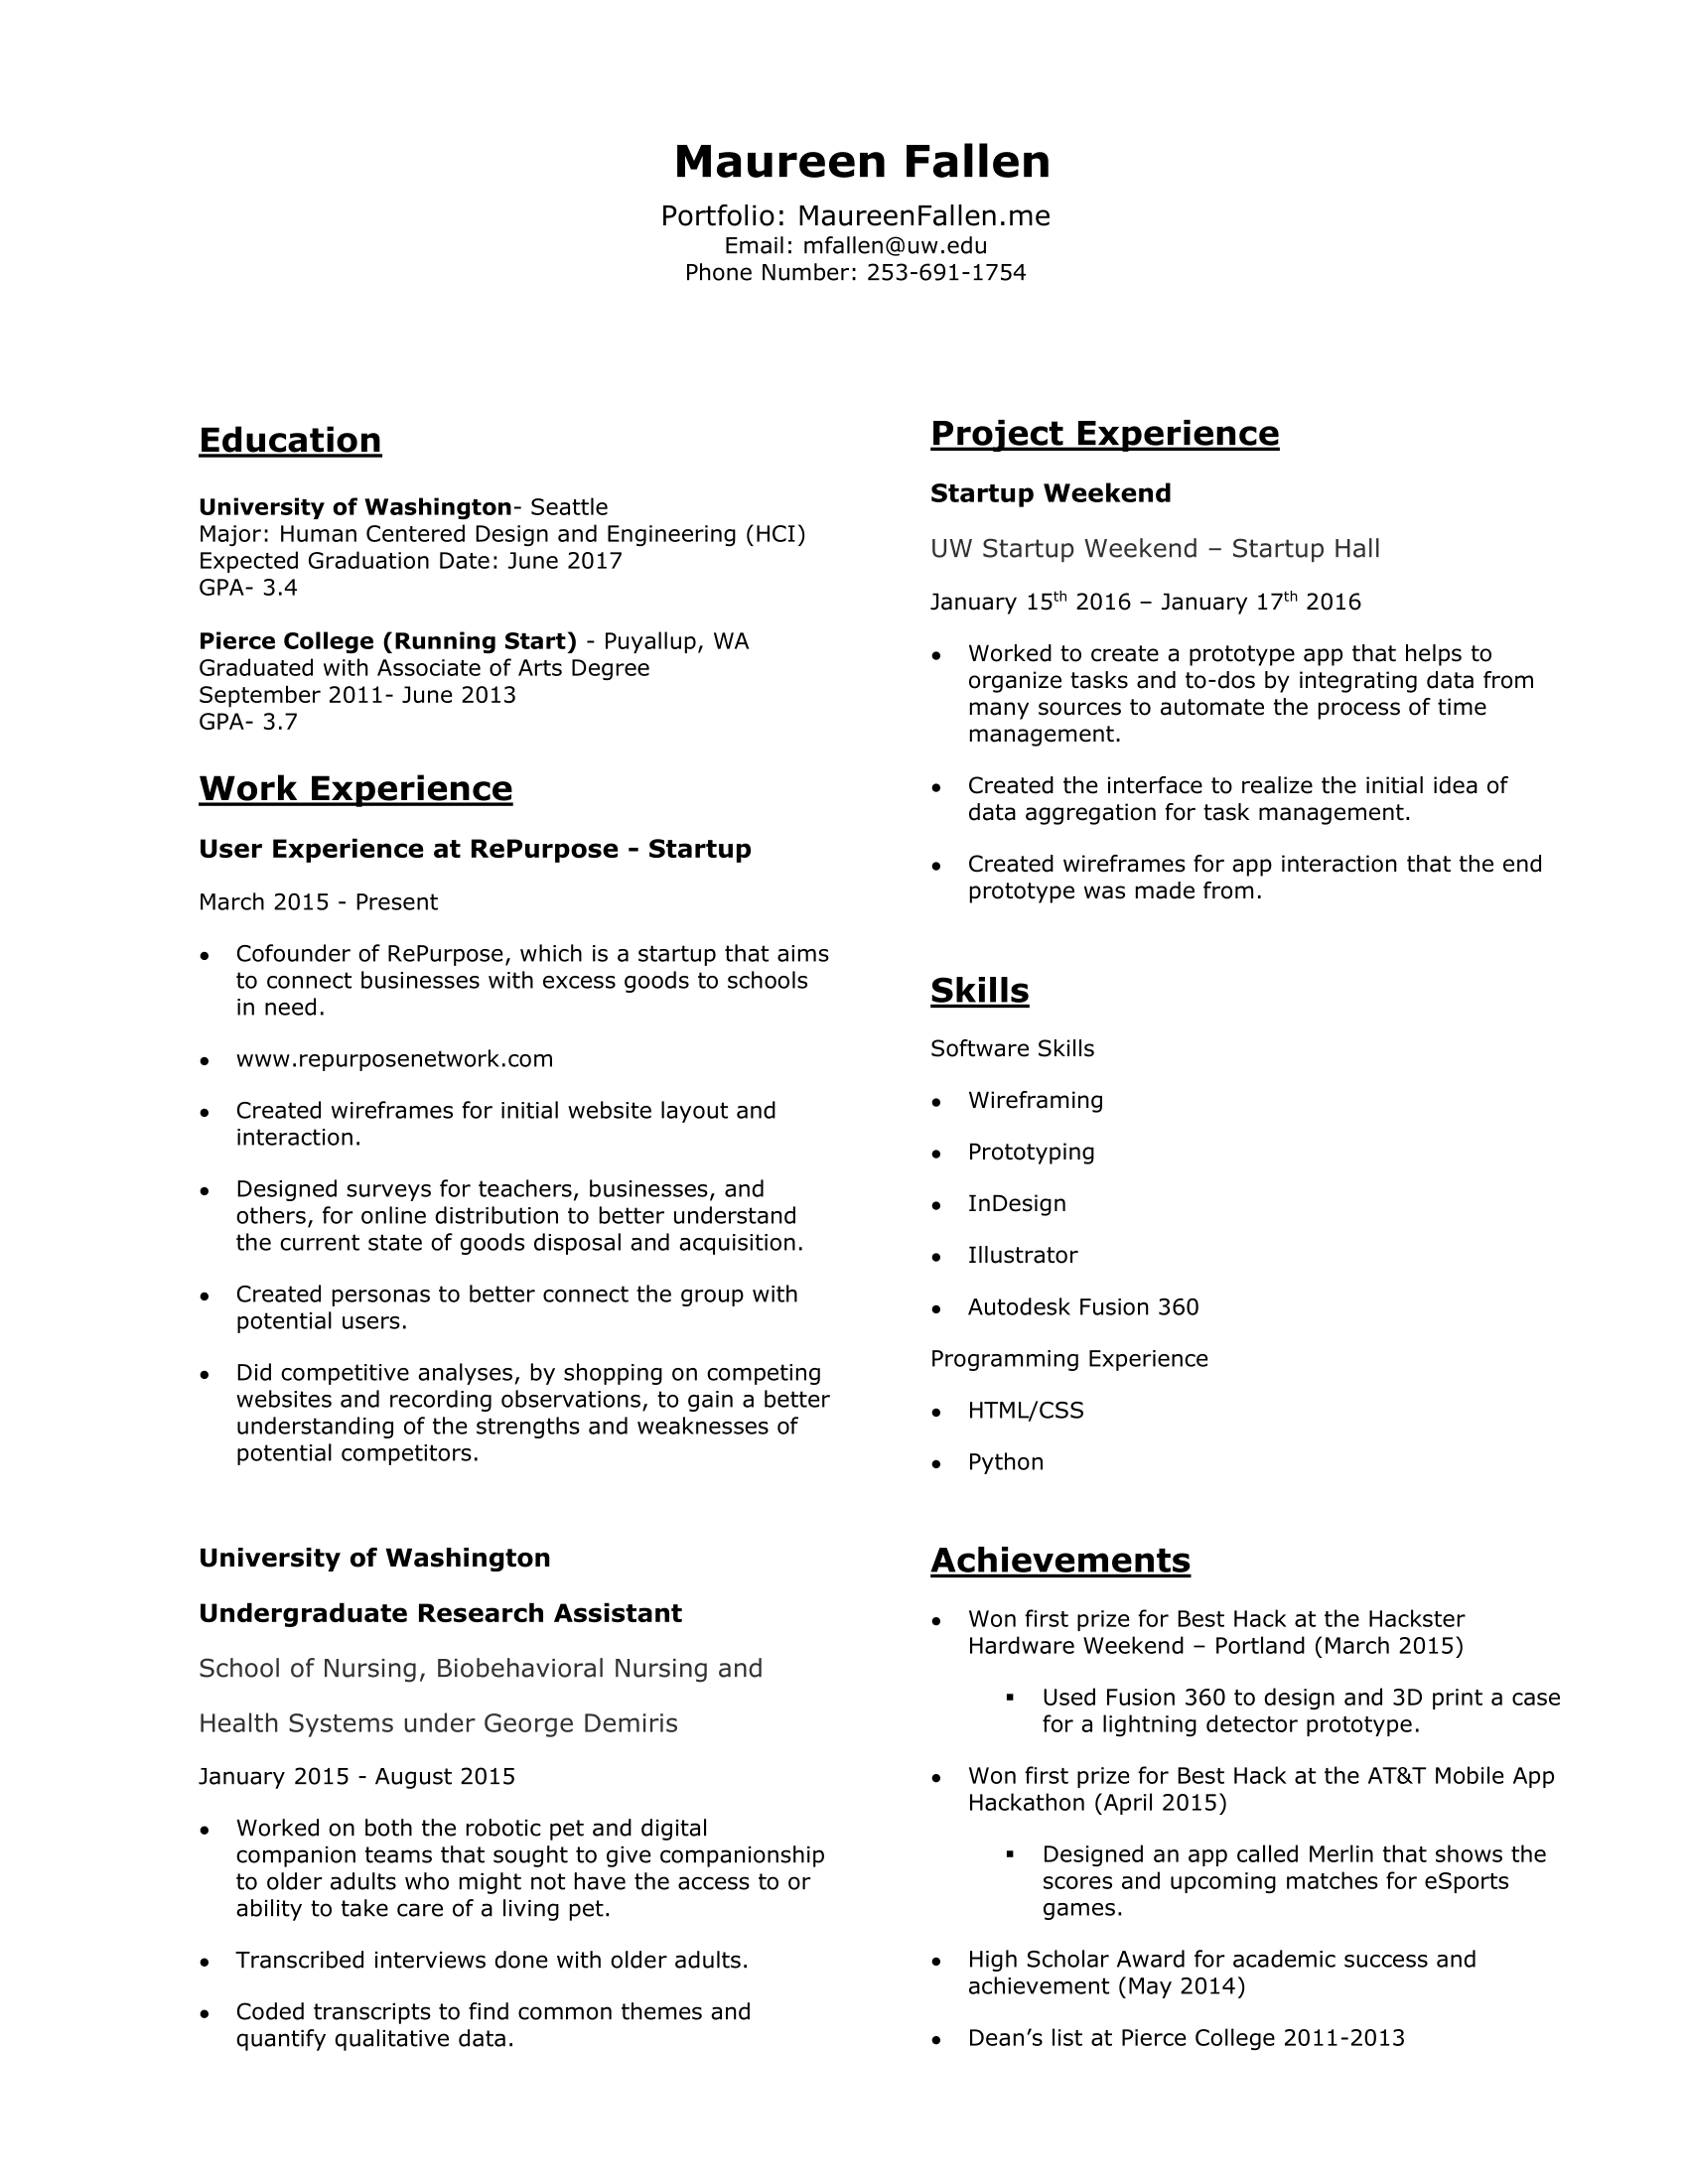 Maureen Fallen
Portfolio: MaureenFallen.me
Email: mfallen@uw.edu
Phone Number: 253-691-1754
Education
University of Washington- Seattle
Major: Human Centered Design and Engineering (HCI)
Expected Graduation Date: June 2017
GPA- 3.4
Pierce College (Running Start) - Puyallup, WA
Graduated with Associate of Arts Degree
September 2011- June 2013
GPA- 3.7
Work Experience
User Experience at RePurpose - Startup
March 2015 - Present
• Cofounder of RePurpose, which is a startup that aims
to connect businesses with excess goods to schools
in need.
• www.repurposenetwork.com
• Created wireframes for initial website layout and
interaction.
• Designed surveys for teachers, businesses, and
others, for online distribution to better understand
the current state of goods disposal and acquisition.
• Created personas to better connect the group with
potential users.
• Did competitive analyses, by shopping on competing
websites and recording observations, to gain a better
understanding of the strengths and weaknesses of
potential competitors.
University of Washington
Undergraduate Research Assistant
School of Nursing, Biobehavioral Nursing and
Health Systems under George Demiris
January 2015 - August 2015
• Worked on both the robotic pet and digital
companion teams that sought to give companionship
to older adults who might not have the access to or
ability to take care of a living pet.
• Transcribed interviews done with older adults.
• Coded transcripts to find common themes and
quantify qualitative data.
Project Experience
Startup Weekend
UW Startup Weekend – Startup Hall
January 15th 2016 – January 17th 2016
• Worked to create a prototype app that helps to
organize tasks and to-dos by integrating data from
many sources to automate the process of time
management.
• Created the interface to realize the initial idea of
data aggregation for task management.
• Created wireframes for app interaction that the end
prototype was made from.
Skills
Software Skills
• Wireframing
• Prototyping
• InDesign
• Illustrator
• Autodesk Fusion 360
Programming Experience
• HTML/CSS
• Python
Achievements
• Won first prize for Best Hack at the Hackster
Hardware Weekend – Portland (March 2015)
▪ Used Fusion 360 to design and 3D print a case
for a lightning detector prototype.
• Won first prize for Best Hack at the AT&T Mobile App
Hackathon (April 2015)
▪ Designed an app called Merlin that shows the
scores and upcoming matches for eSports
games.
• High Scholar Award for academic success and
achievement (May 2014)
• Dean’s list at Pierce College 2011-2013